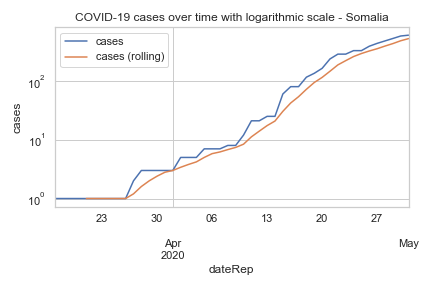 COVID-19 cases over time with logarithmic scale - Somalia
cases
cases (rolling)
cases
10²
10¹
10⁰
23
30
06
13
20
27
Apr
2020
May
dateRep